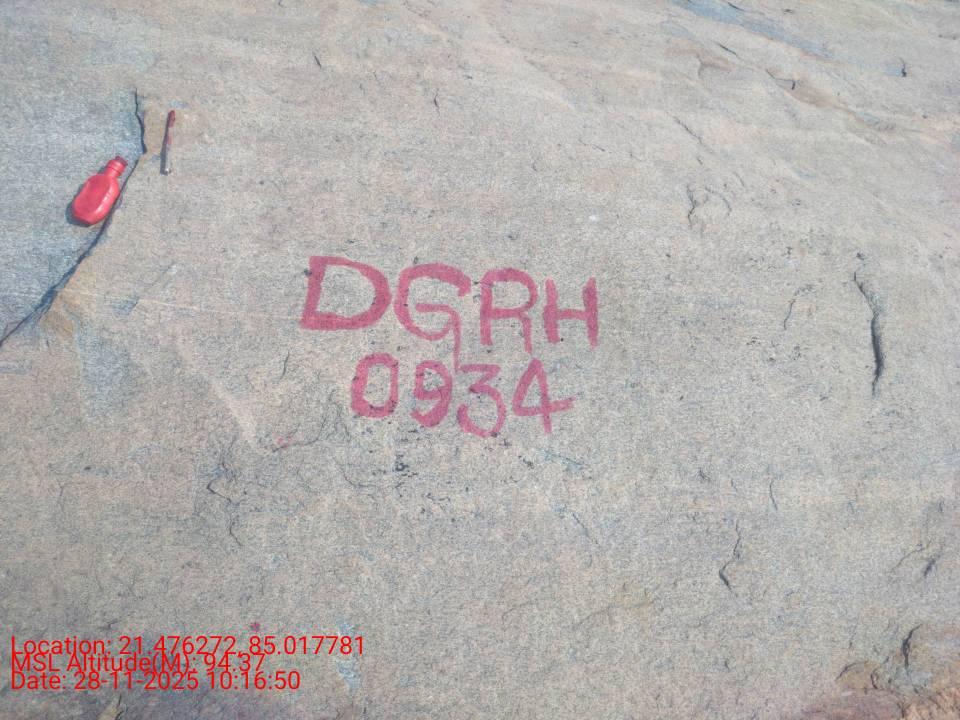 DGRH
0934
Location: 21.476272, 85.017781
MSL Altitude(M): 94.37
Date: 28-11-2025 10:16:50